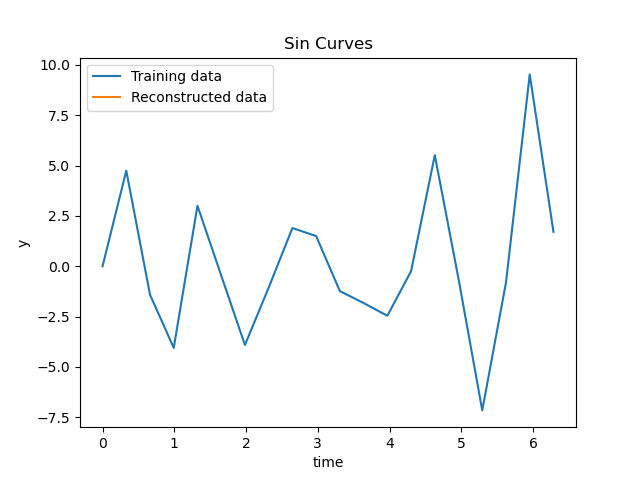 Sin Curves
Training data
Reconstructed data
10.0
7.5
5.0
2.5
0.0
−2.5
−5.0
−7.5
y
0 1 2 3 4 5 6
time